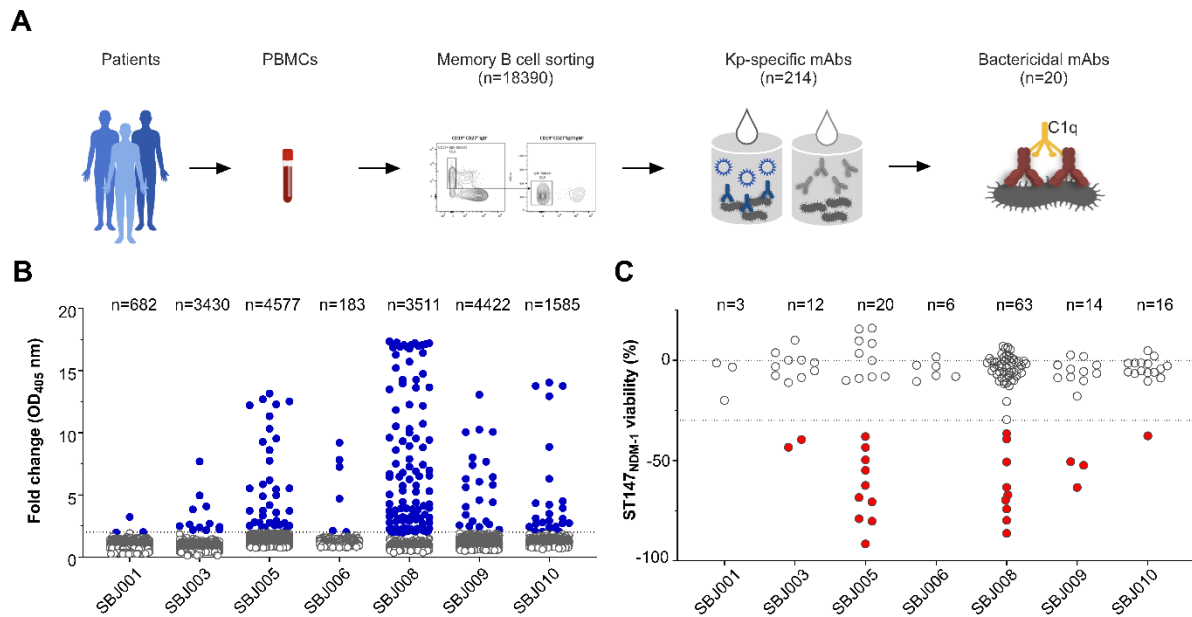 A
Patients
PBMCs
Memory B cell sorting
(n=18390)
Kp-specific mAbs
(n=214)
Bactericidal mAbs
(n=20)
C1q
B
n=682 n=3430 n=4577 n=183 n=3511 n=4422 n=1585
Fold change (OD405 nm)
20
15
10
5
0
SBJ001 SBJ003 SBJ005 SBJ006 SBJ008 SBJ009 SBJ010
C
n=3 n=12 n=20 n=6 n=63 n=14 n=16
ST147NDM-1 viability (%)
0
-50
-100
SBJ001 SBJ003 SBJ005 SBJ006 SBJ008 SBJ009 SBJ010